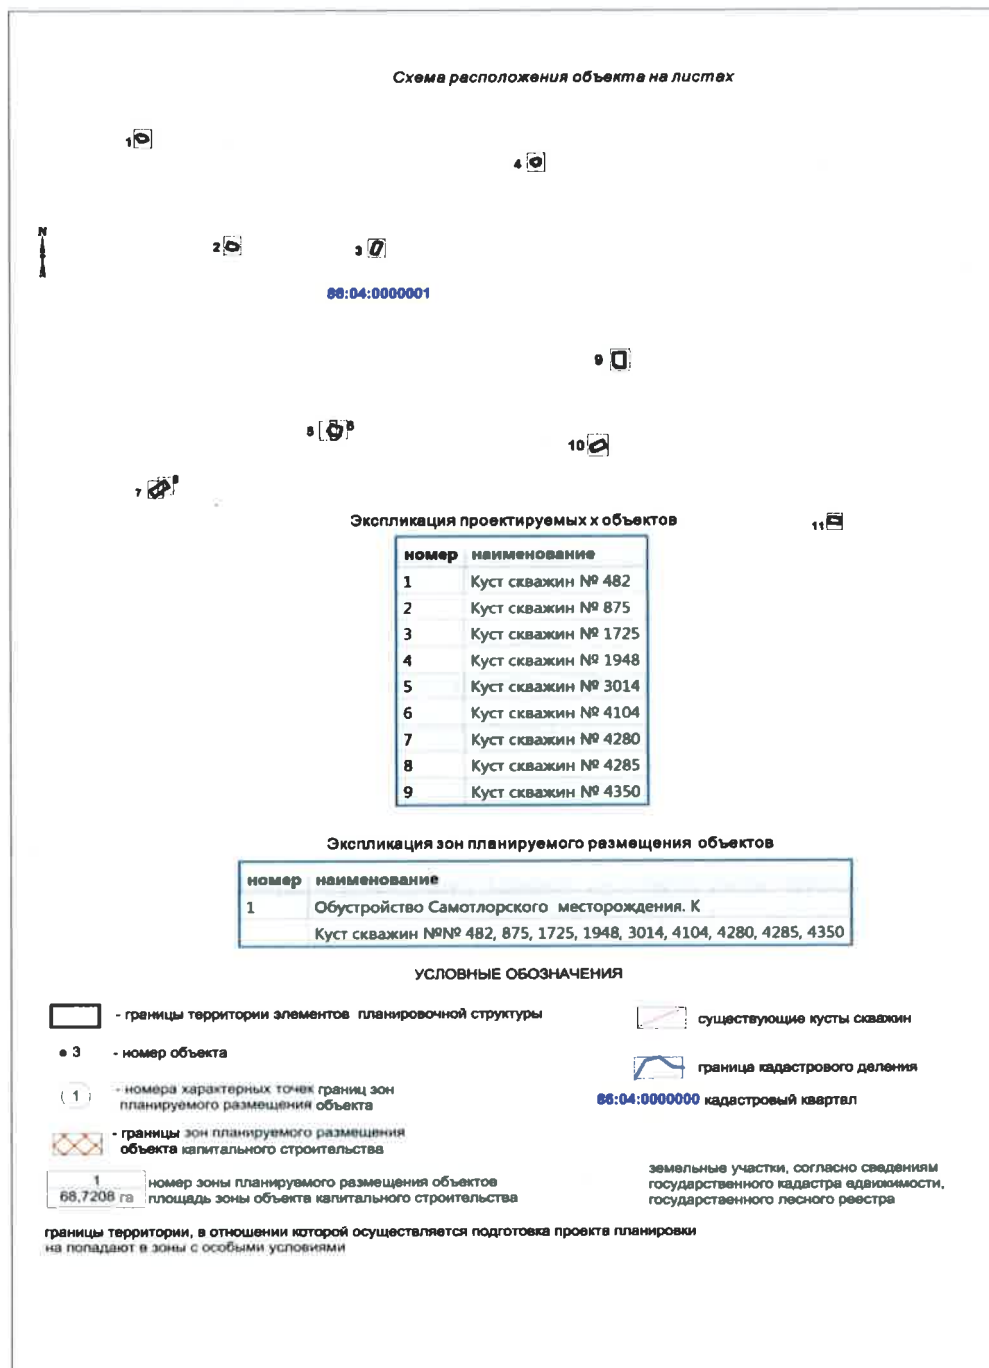 Схема расположения объекта на листах
1
4
N
2
3
86:04:0000001
9
5
6
10
7
8
11
Экспликация проектируемых х объектов
номер наименование
1 Куст скважин № 482
2 Куст скважин № 875
3 Куст скважин № 1725
4 Куст скважин № 1948
5 Куст скважин № 3014
6 Куст скважин № 4104
7 Куст скважин № 4280
8 Куст скважин № 4285
9 Куст скважин № 4350
Экспликация зон планируемого размещения объектов
номер наименование
1 Обустройство Самотлорского месторождения. К
Куст скважин №№ 482, 875, 1725, 1948, 3014, 4104, 4280, 4285, 4350
УСЛОВНЫЕ ОБОЗНАЧЕНИЯ
- границы территории элементов планировочной структуры
3 - номер объекта
1 - номера характерных точек границ зон
планируемого размещения объекта
- границы зон планируемого размещения
объекта капитального строительства
1 номер зоны планируемого размещения объектов
68,7208 га площадь зоны объекта капитального строительства
существующие кусты скважин
граница кадастрового деления
86:04:0000000 кадастровый квартал
земельные участки, согласно сведениям
государственного кадастра едвижимости,
государственного лесного реестра
границы территории, в отношении которой осуществляется подготовка проекта планировки
на попадают в зоны с особыми условиями